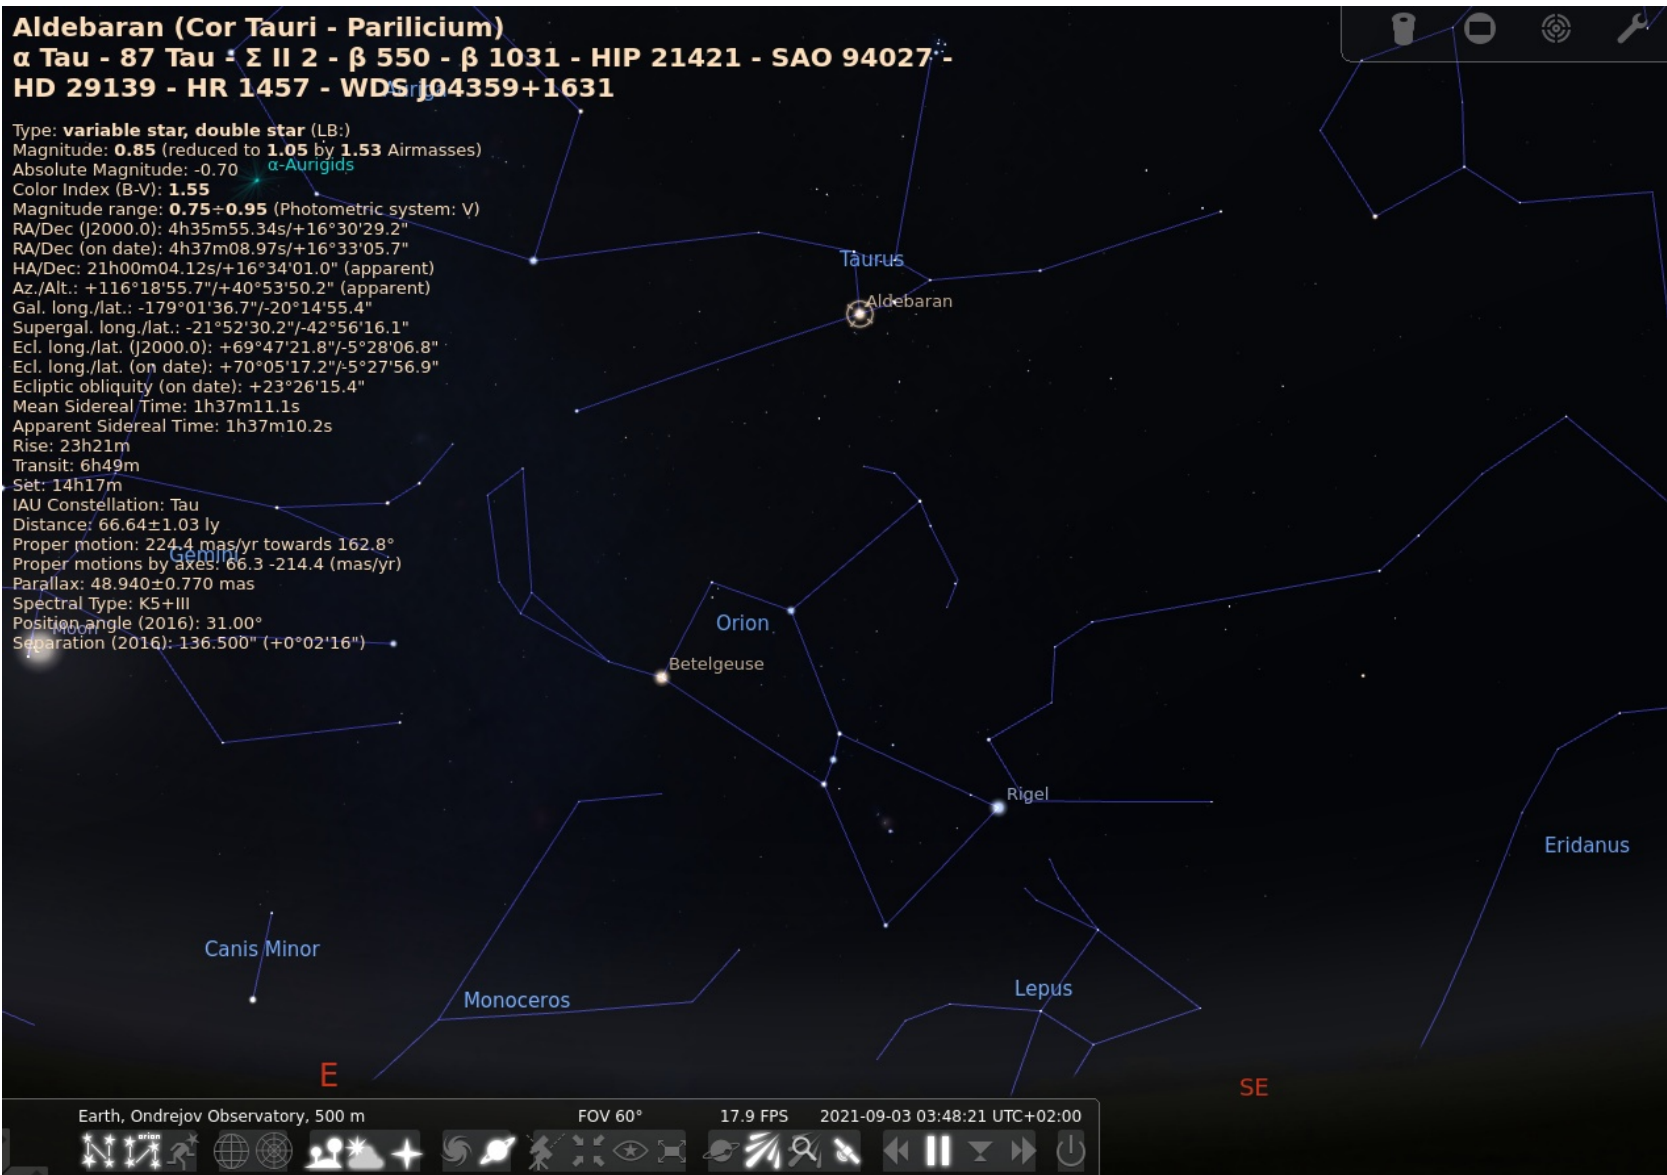 Aldebaran (Cor Tauri - Parilicium)
α Tau - 87 Tau - Σ II 2 - β 550 - β 1031 - HIP 21421 - SAO 94027 -
HD 29139 - HR 1457 - WDS J04359+1631
Auriga
Type: variable star, double star (LB:)
Magnitude: 0.85 (reduced to 1.05 by 1.53 Airmasses)
α-Aurigids
Absolute Magnitude: -0.70
Color Index (B-V): 1.55
Magnitude range: 0.75÷0.95 (Photometric system: V)
RA/Dec (J2000.0): 4h35m55.34s/+16°30'29.2"
RA/Dec (on date): 4h37m08.97s/+16°33'05.7"
HA/Dec: 21h00m04.12s/+16°34'01.0" (apparent)
Az./Alt.: +116°18'55.7"/+40°53'50.2" (apparent)
Gal. long./lat.: -179°01'36.7"/-20°14'55.4"
Supergal. long./lat.: -21°52'30.2"/-42°56'16.1"
Ecl. long./lat. (J2000.0): +69°47'21.8"/-5°28'06.8"
Ecl. long./lat. (on date): +70°05'17.2"/-5°27'56.9"
Ecliptic obliquity (on date): +23°26'15.4"
Mean Sidereal Time: 1h37m11.1s
Apparent Sidereal Time: 1h37m10.2s
Rise: 23h21m
Transit: 6h49m
Set: 14h17m
IAU Constellation: Tau
Distance: 66.64±1.03 ly
Proper motion: 224.4 mas/yr towards 162.8°
Proper motions by axes: 66.3 -214.4 (mas/yr)
Parallax: 48.940±0.770 mas
Spectral Type: K5+III
Position angle (2016): 31.00°
Separation (2016): 136.500" (+0°02'16")
Taurus
Aldebaran
Gemini
Moon
Orion
Betelgeuse
Rigel
Eridanus
Canis Minor
Monoceros
Lepus
E
SE
Earth, Ondrejov Observatory, 500 m FOV 60° 17.9 FPS 2021-09-03 03:48:21 UTC+02:00
orion